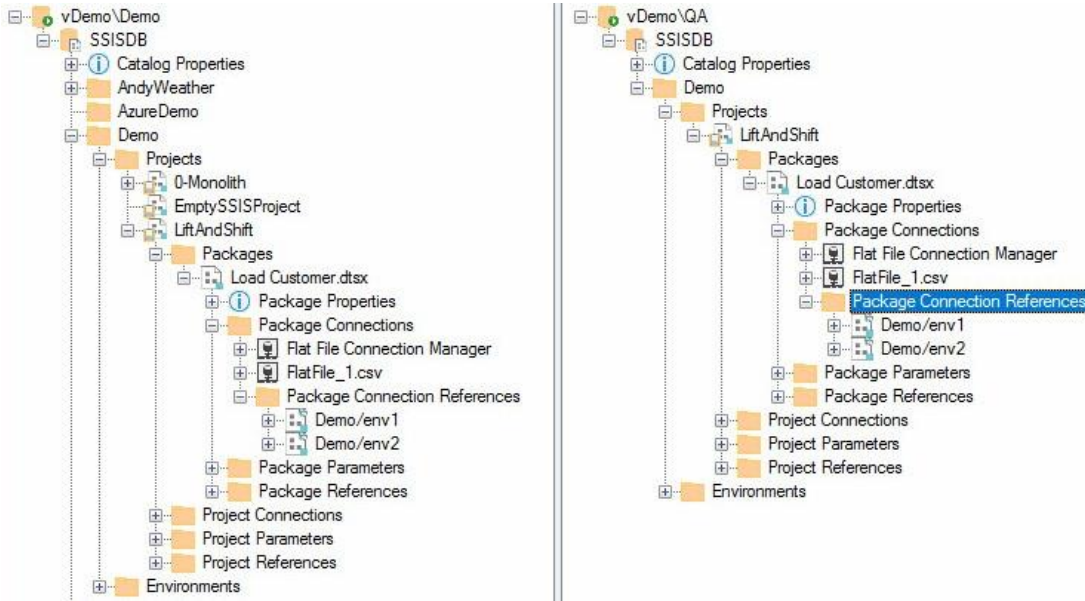 vDemo\Demo
SSISDB
Catalog Properties
AndyWeather
AzureDemo
Demo
Projects
0-Monolith
EmptySSISProject
LiftAndShift
Packages
Load Customer.dtsx
Package Properties
Package Connections
Flat File Connection Manager
FlatFile_1.csv
Package Connection References
Demo/env1
Demo/env2
Package Parameters
Package References
Project Connections
Project Parameters
Project References
Environments
vDemo\QA
SSISDB
Catalog Properties
Demo
Projects
LiftAndShift
Packages
Load Customer.dtsx
Package Properties
Package Connections
Flat File Connection Manager
FlatFile_1.csv
Package Connection References
Demo/env1
Demo/env2
Package Parameters
Package References
Project Connections
Project Parameters
Project References
Environments